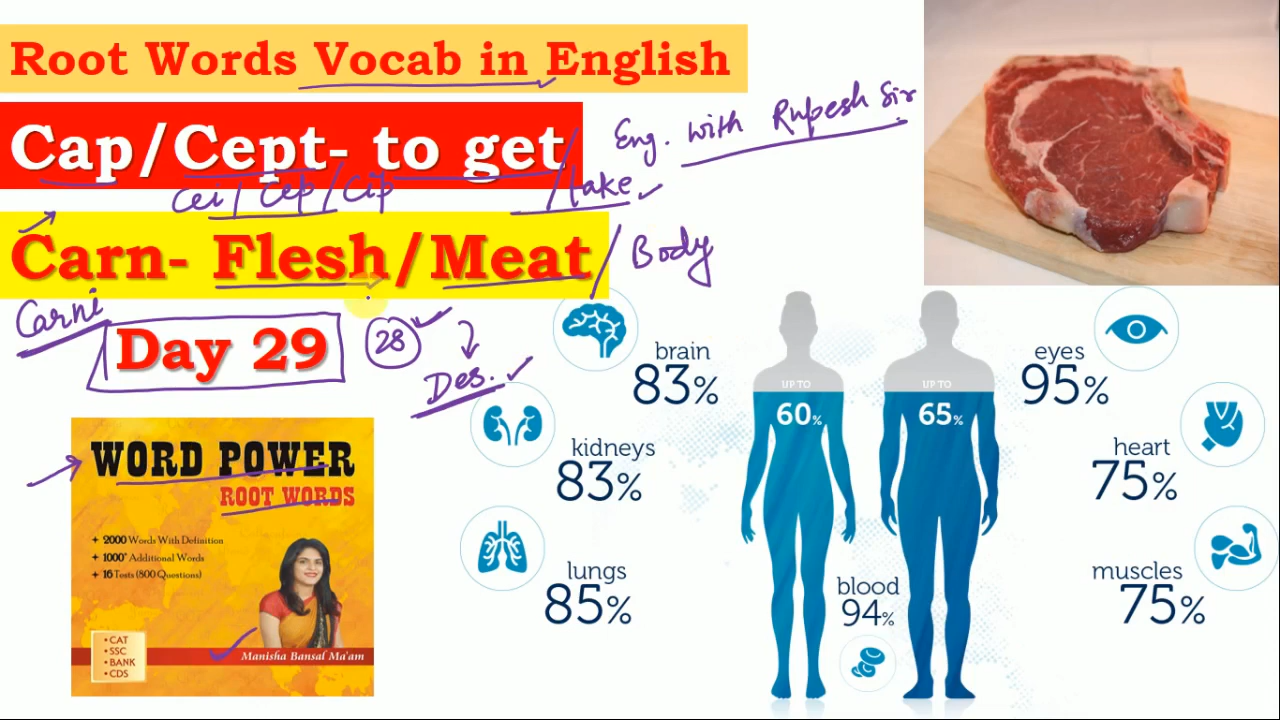 Root Words Vocab in English
Cap/Cept- to get
/take
Eng. with Rupesh Sir
Cei/Cep/Cip
Carn- Flesh/Meat
/Body
Carni
Day 29
28
Des.
WORD POWER
ROOT WORDS
+ 2000 Words With Definition
+ 1000+ Additional Words
+ 16 Tests (800 Questions)
• CAT
• SSC
• BANK
• CDS
Manisha Bansal Ma'am
brain
83%
kidneys
83%
lungs
85%
UP TO
60%
UP TO
65%
blood
94%
eyes
95%
heart
75%
muscles
75%